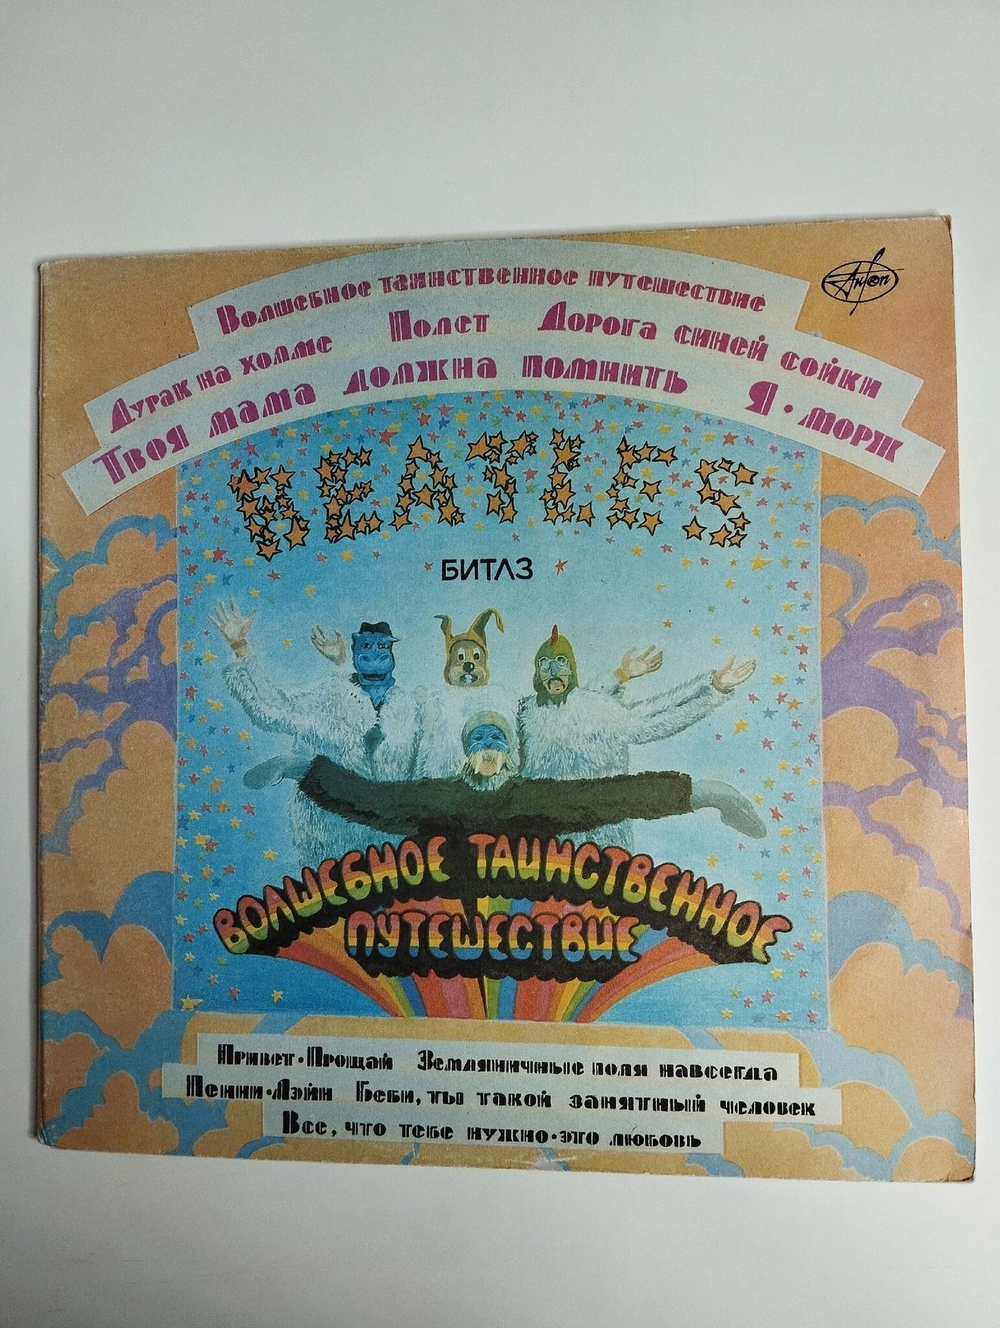 Антоп
Волшебное таинственное путешествие
Дурак на холме Полет Дорога синей сойки
Твоя мама должна помнить Я • морж
BEATLES
БИТЛЗ
ВОЛШЕБНОЕ ТАИНСТВЕННОЕ
ПУТЕШЕСТВИЕ
Привет • Прощай Земляничные поля навсегда
Пенни • Лэйн Беби, ты такой занятный человек
Все, что тебе нужно • это любовь